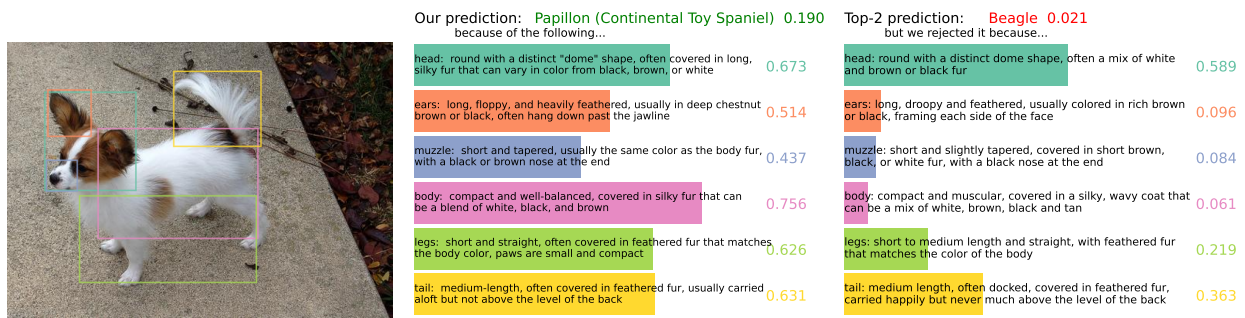 Our prediction: Papillon (Continental Toy Spaniel) 0.190
because of the following...
head: round with a distinct "dome" shape, often covered in long,
silky fur that can vary in color from black, brown, or white
0.673
ears: long, floppy, and heavily feathered, usually in deep chestnut
brown or black, often hang down past the jawline
0.514
muzzle: short and tapered, usually the same color as the body fur,
with a black or brown nose at the end
0.437
body: compact and well-balanced, covered in silky fur that can
be a blend of white, black, and brown
0.756
legs: short and straight, often covered in feathered fur that matches
the body color, paws are small and compact
0.626
tail: medium-length, often covered in feathered fur, usually carried
aloft but not above the level of the back
0.631
Top-2 prediction: Beagle 0.021
but we rejected it because...
head: round with a distinct dome shape, often a mix of white
and brown or black fur
0.589
ears: long, droopy and feathered, usually colored in rich brown
or black, framing each side of the face
0.096
muzzle: short and slightly tapered, covered in short brown,
black, or white fur, with a black nose at the end
0.084
body: compact and muscular, covered in a silky, wavy coat that
can be a mix of white, brown, black and tan
0.061
legs: short to medium length and straight, with feathered fur
that matches the color of the body
0.219
tail: medium length, often docked, covered in feathered fur,
carried happily but never much above the level of the back
0.363